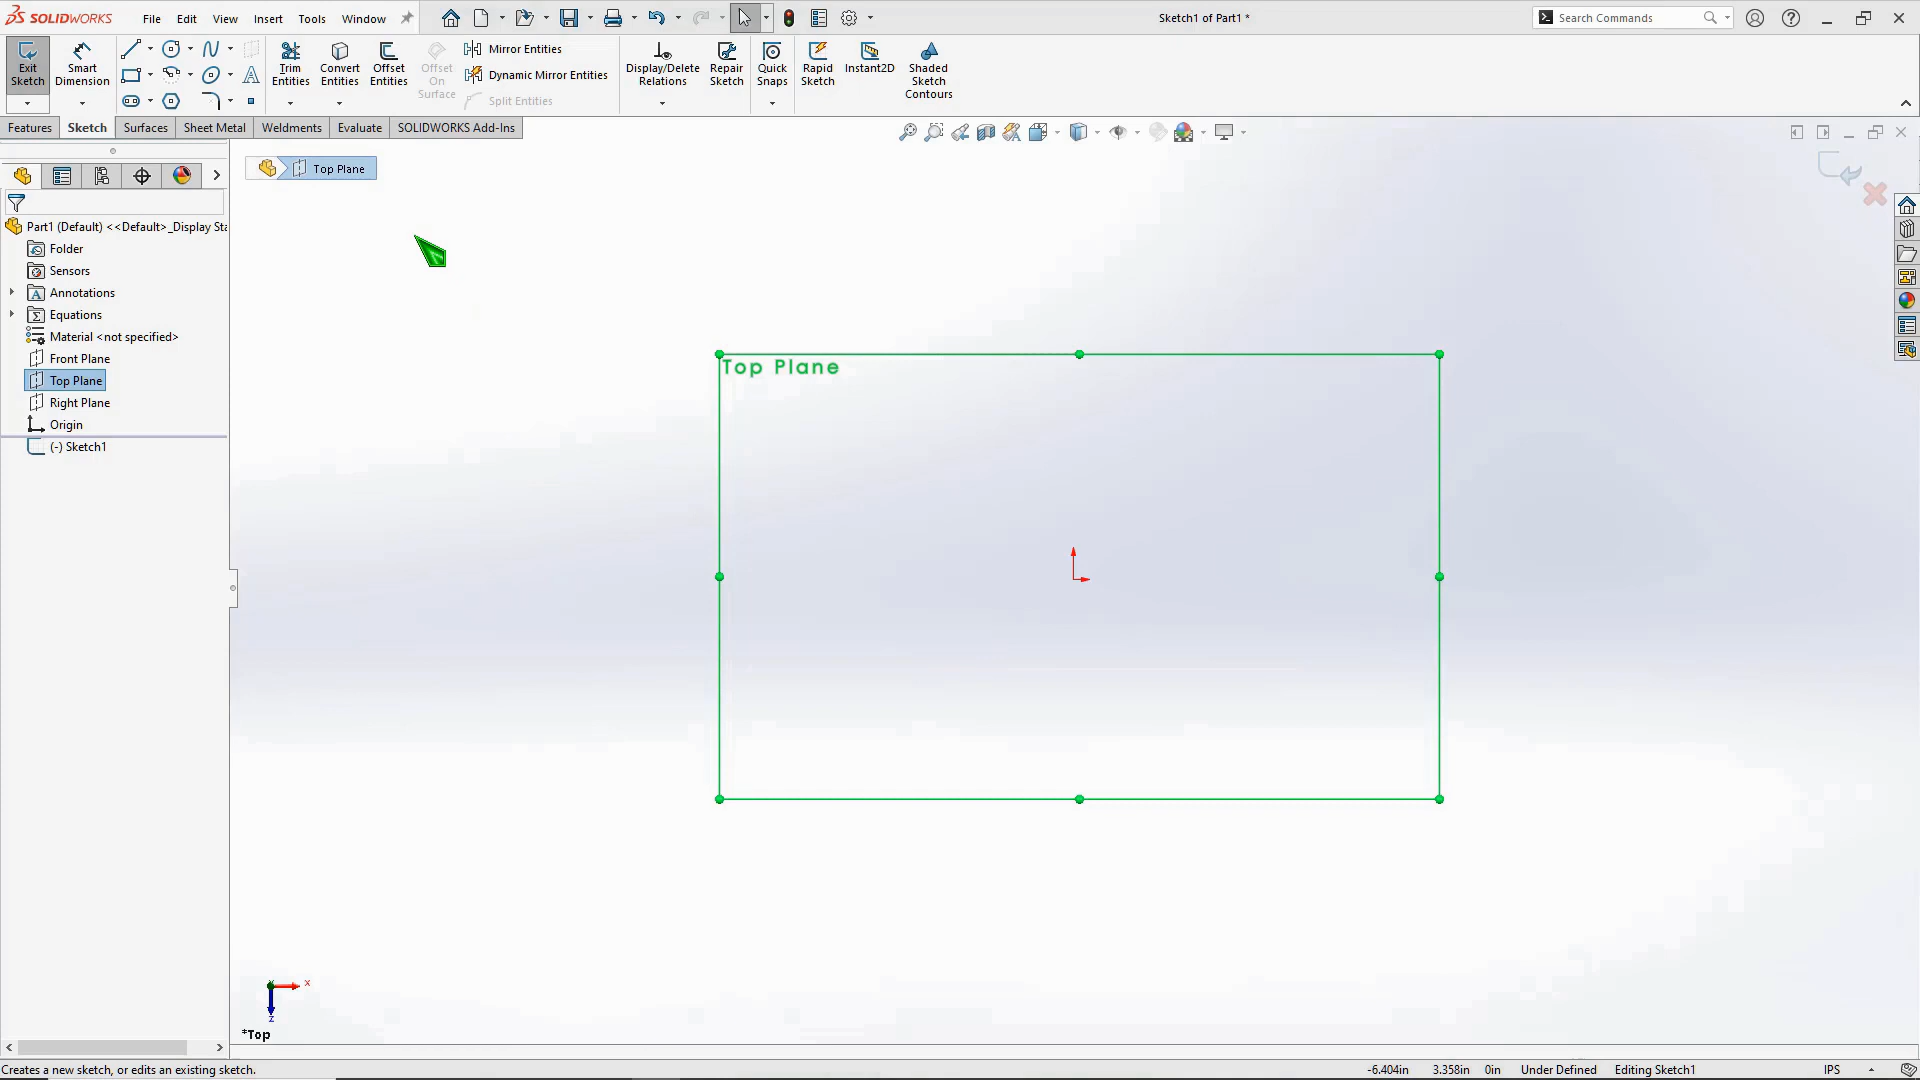 SOLIDWORKS
File
Edit
View
Insert
Tools
Window
Sketch1 of Part1 *
Search Commands
Exit
Sketch
Smart
Dimension
Trim
Entities
Convert
Entities
Offset
Entities
Offset
On
Surface
Mirror Entities
Dynamic Mirror Entities
Split Entities
Display/Delete
Relations
Repair
Sketch
Quick
Snaps
Rapid
Sketch
Instant2D
Shaded
Sketch
Contours
Features
Sketch
Surfaces
Sheet Metal
Weldments
Evaluate
SOLIDWORKS Add-Ins
Top Plane
Part1 (Default) <<Default>_Display Sta
Folder
Sensors
Annotations
Equations
Material <not specified>
Front Plane
Top Plane
Right Plane
Origin
(-) Sketch1
Top Plane
x
z
*Top
Creates a new sketch, or edits an existing sketch.
-6.404in
3.358in
0in
Under Defined
Editing Sketch1
IPS